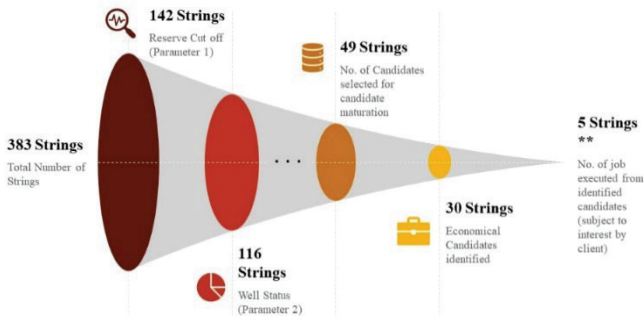 142 Strings
Reserve Cut off
(Parameter 1)
49 Strings
No. of Candidates
selected for
candidate
maturation
383 Strings
Total Number of
Strings
5 Strings
**
No. of job
executed from
identified
candidates
(subject to
interest by
client)
116
Strings
Well Status
(Parameter 2)
30 Strings
Economical
Candidates
identified